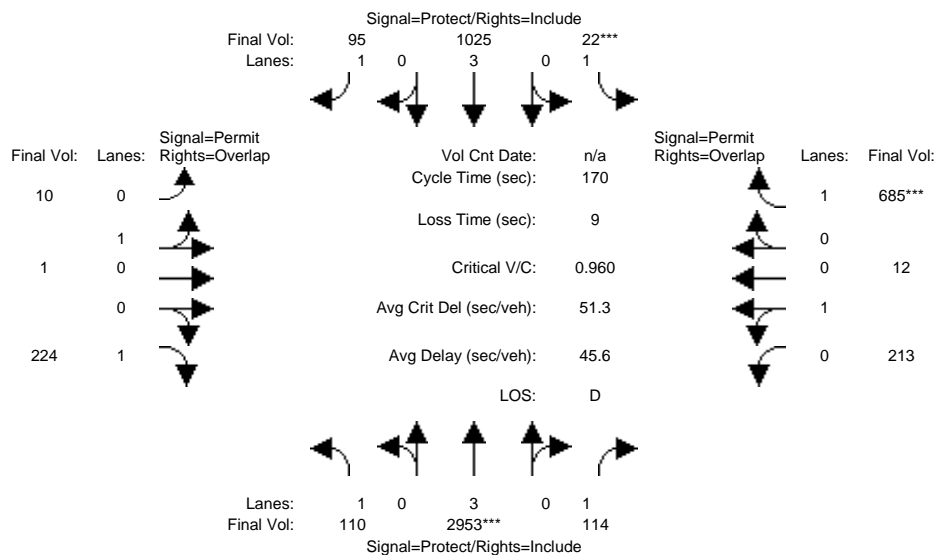 Signal=Protect/Rights=Include
Final Vol: 95 1025 22***
Lanes: 1 0 3 0 1
Signal=Permit Signal=Permit
Final Vol: Lanes: Rights=Overlap Vol Cnt Date: n/a Rights=Overlap Lanes: Final Vol:
Cycle Time (sec): 170
10 0 1 685***
Loss Time (sec): 9
1 0
1 0 Critical V/C: 0.960 0 12
0 Avg Crit Del (sec/veh): 51.3 1
224 1 Avg Delay (sec/veh): 45.6 0 213
LOS: D
Lanes: 1 0 3 0 1
Final Vol: 110 2953*** 114
Signal=Protect/Rights=Include